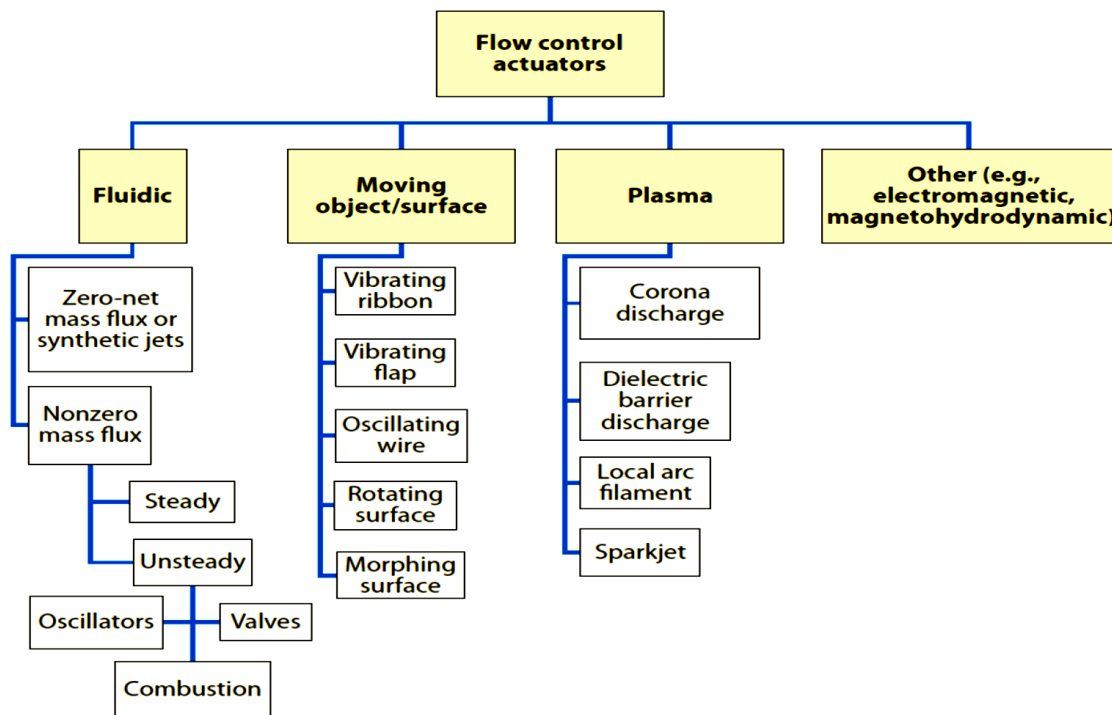 Flow control
actuators
Fluidic
Moving
object/surface
Plasma
Other (e.g.,
electromagnetic,
magnetohydrodynamic)
Zero-net
mass flux or
synthetic jets
Nonzero
mass flux
Steady
Unsteady
Oscillators
Valves
Combustion
Vibrating
ribbon
Vibrating
flap
Oscillating
wire
Rotating
surface
Morphing
surface
Corona
discharge
Dielectric
barrier
discharge
Local arc
filament
Sparkjet